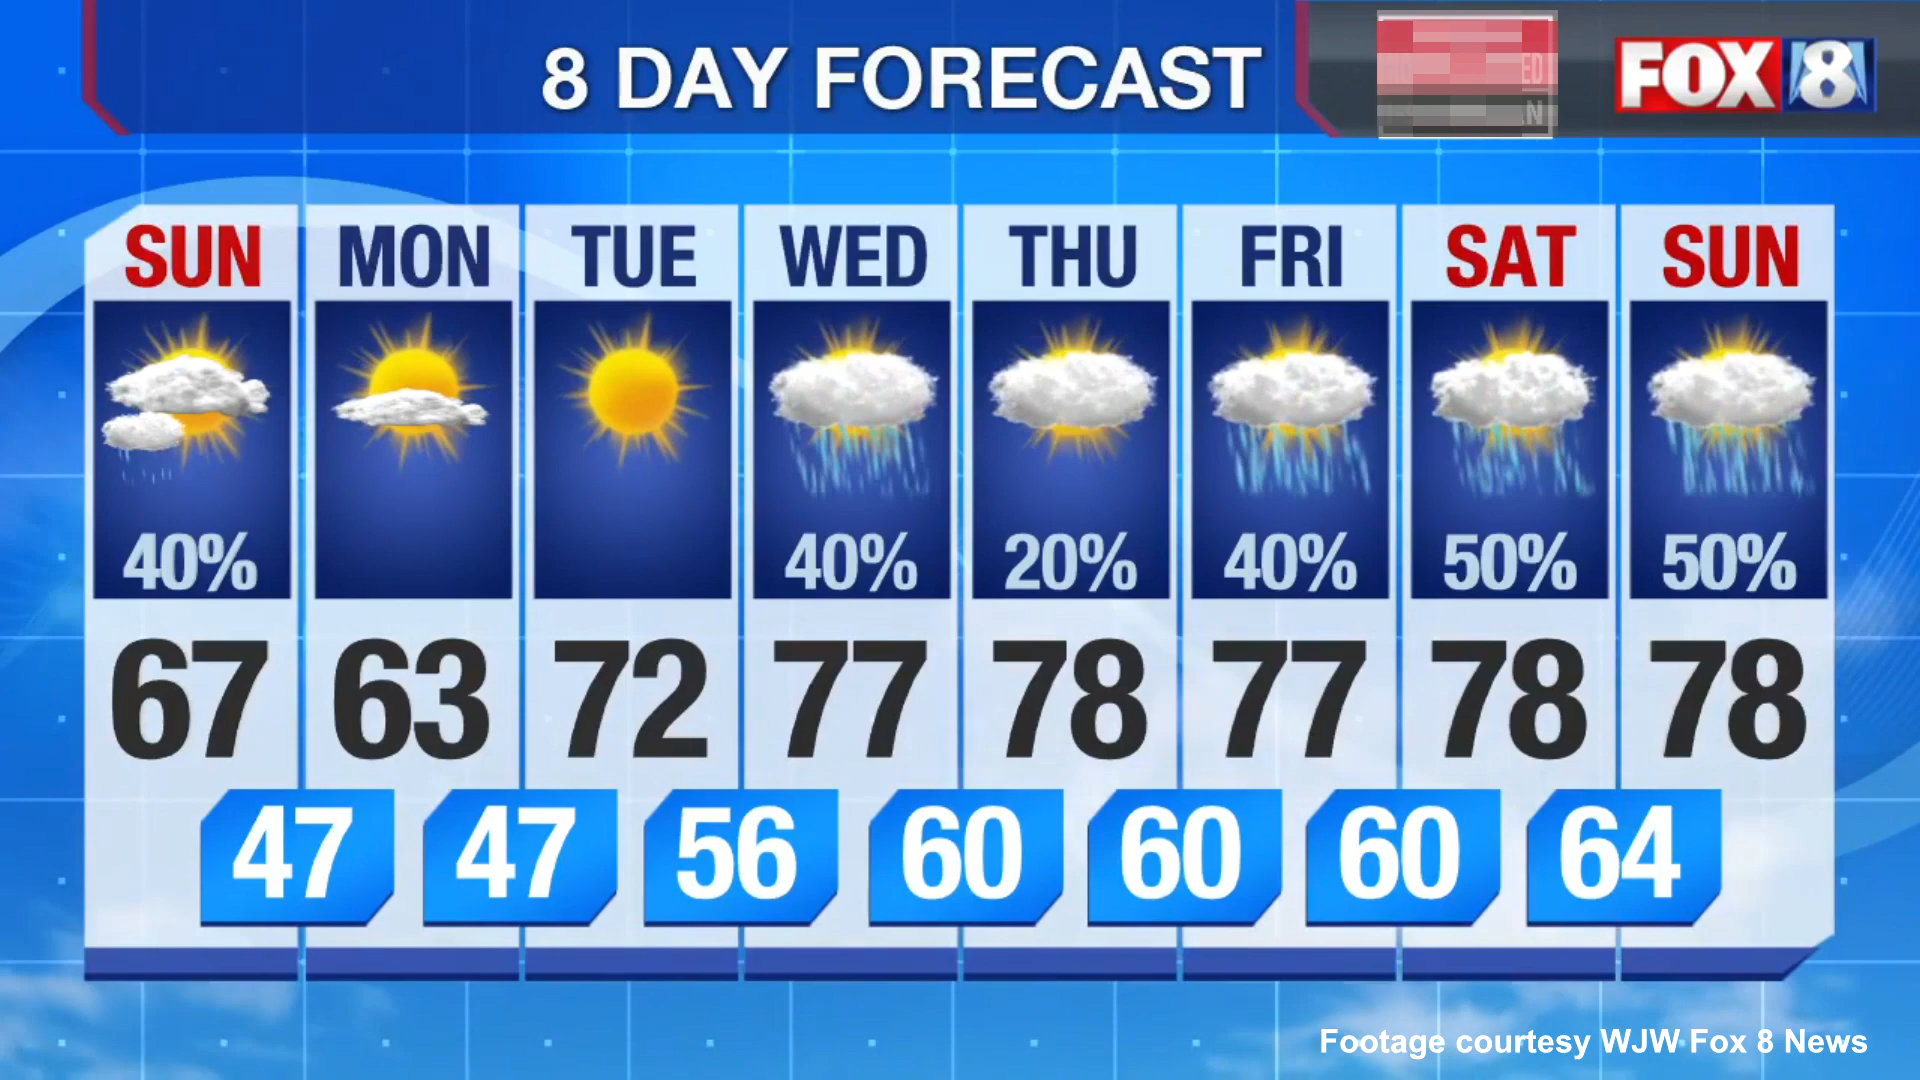 8 DAY FORECAST
FOX 8
SUN MON TUE WED THU FRI SAT SUN
40% 40% 20% 40% 50% 50%
67 63 72 77 78 77 78 78
47 47 56 60 60 60 64
Footage courtesy WJW Fox 8 News